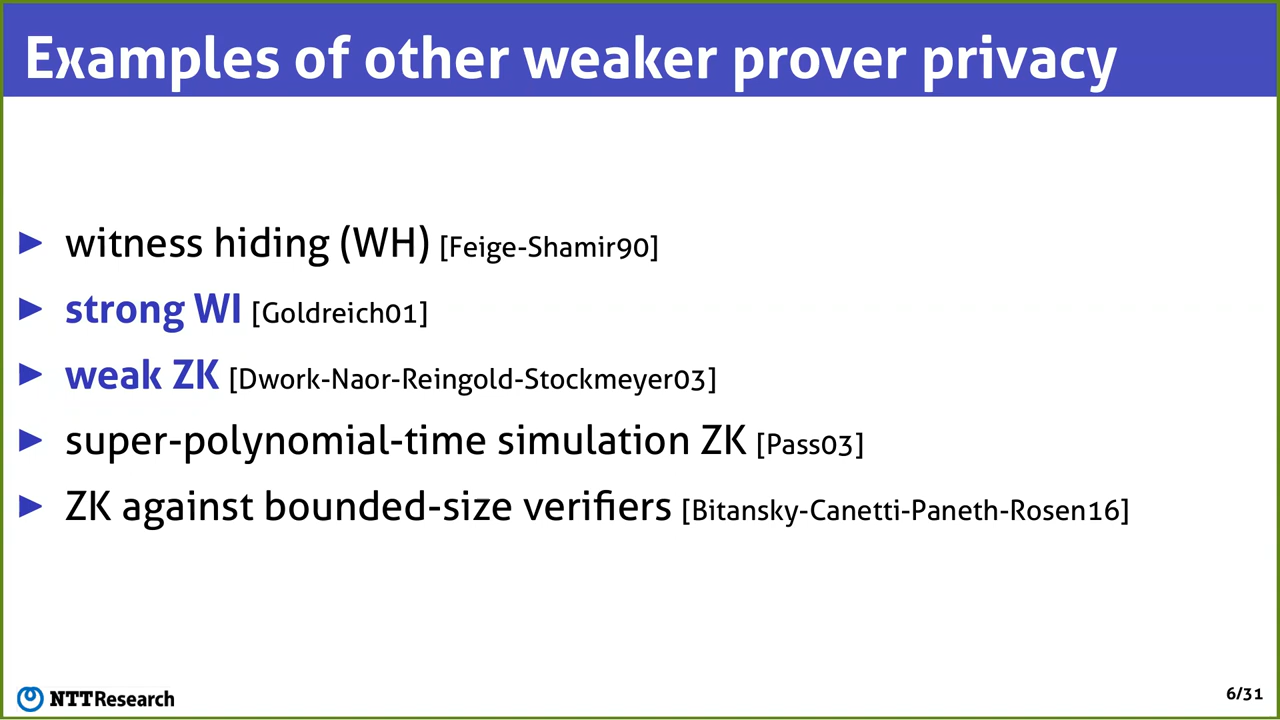 Examples of other weaker prover privacy
▶ witness hiding (WH) [Feige-Shamir90]
▶ strong WI [Goldreich01]
▶ weak ZK [Dwork-Naor-Reingold-Stockmeyer03]
▶ super-polynomial-time simulation ZK [Pass03]
▶ ZK against bounded-size verifiers [Bitansky-Canetti-Paneth-Rosen16]
NTTResearch
6/31